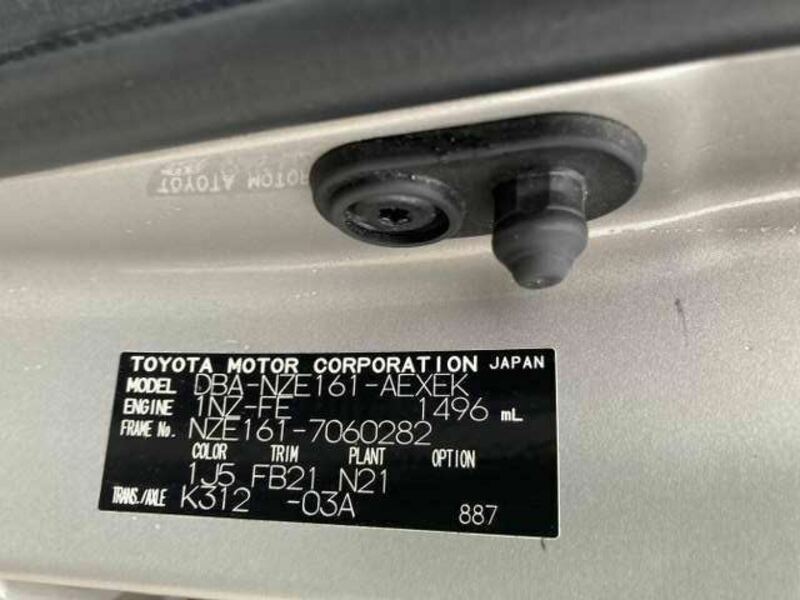 TOYOTA MOTOR
TOYOTA MOTOR CORPORATION JAPAN
MODEL DBA-NZE161-AEXEK
ENGINE 1NZ-FE 1496 mL
FRAME No. NZE161-7060282
COLOR TRIM PLANT OPTION
1J5 FB21 N21
TRANS./AXLE K312 -03A 887